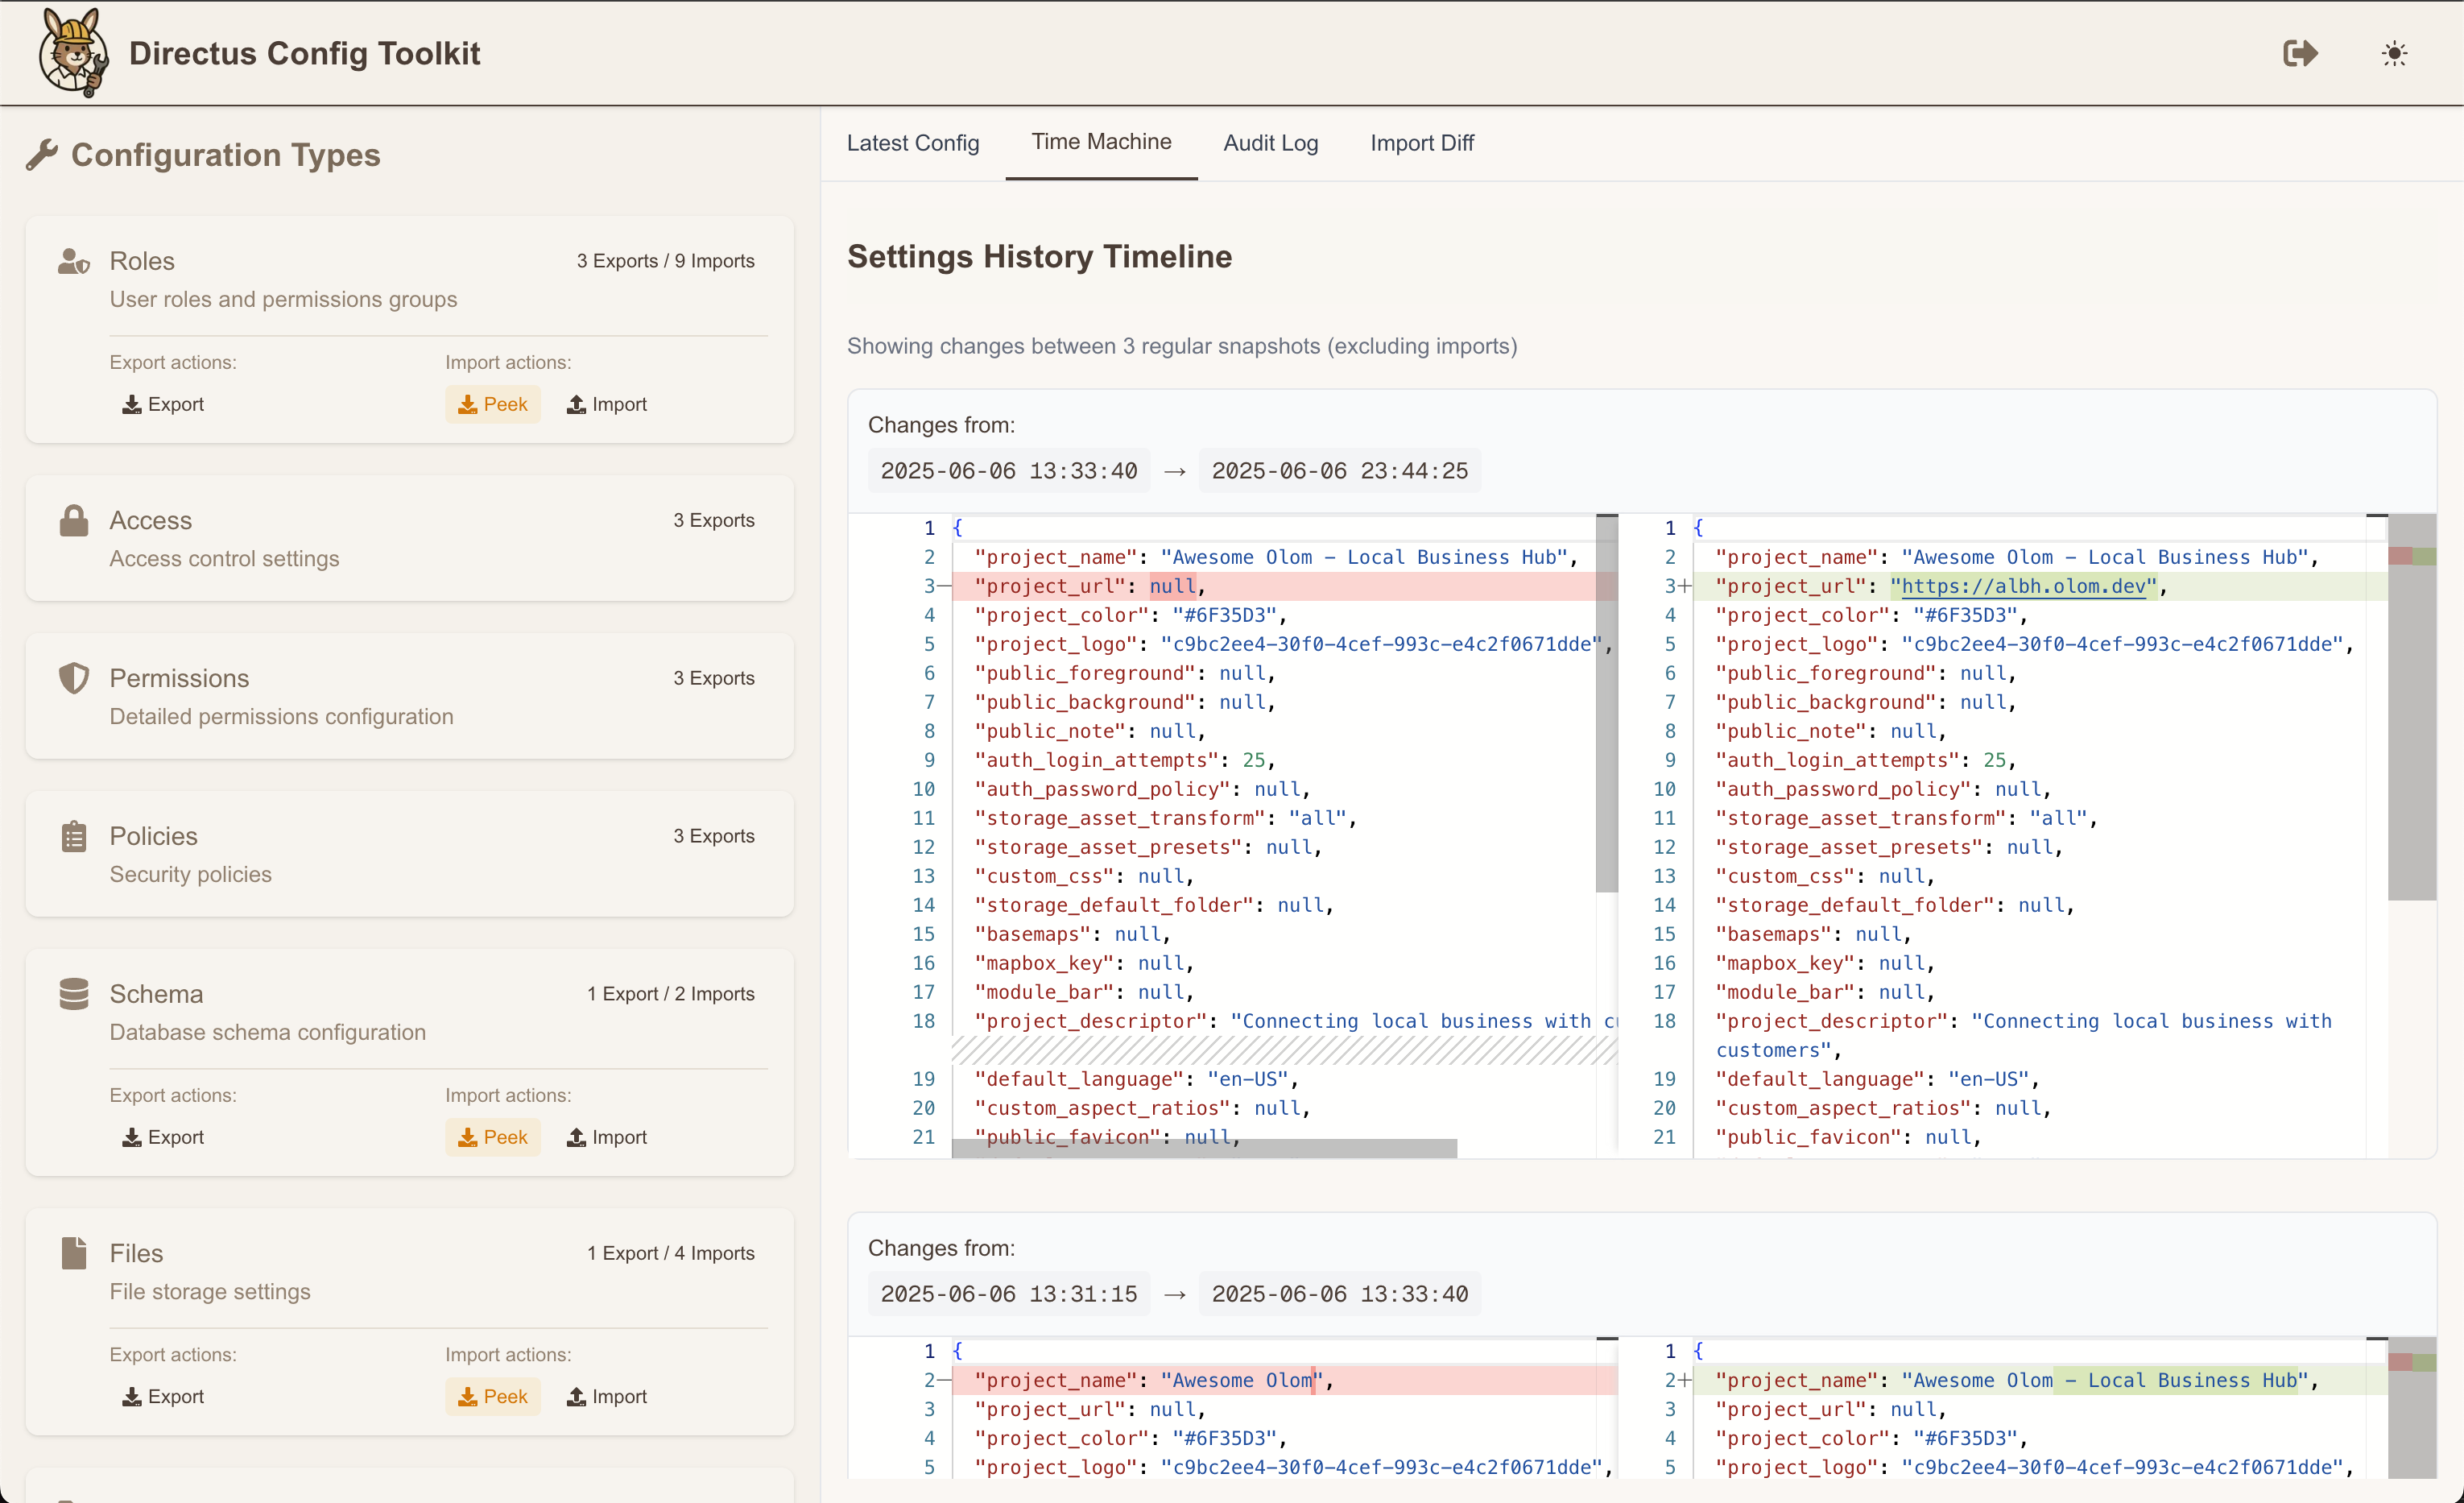 Directus Config Toolkit
Configuration Types
Roles
3 Exports / 9 Imports
User roles and permissions groups
Export actions:
Import actions:
Export
Peek
Import
Access
3 Exports
Access control settings
Permissions
3 Exports
Detailed permissions configuration
Policies
3 Exports
Security policies
Schema
1 Export / 2 Imports
Database schema configuration
Export actions:
Import actions:
Export
Peek
Import
Files
1 Export / 4 Imports
File storage settings
Export actions:
Import actions:
Export
Peek
Import
Latest Config
Time Machine
Audit Log
Import Diff
Settings History Timeline
Showing changes between 3 regular snapshots (excluding imports)
Changes from:
2025-06-06 13:33:40 → 2025-06-06 23:44:25
1 {
2 "project_name": "Awesome Olom – Local Business Hub",
3— "project_url": null,
4 "project_color": "#6F35D3",
5 "project_logo": "c9bc2ee4-30f0-4cef-993c-e4c2f0671dde",
6 "public_foreground": null,
7 "public_background": null,
8 "public_note": null,
9 "auth_login_attempts": 25,
10 "auth_password_policy": null,
11 "storage_asset_transform": "all",
12 "storage_asset_presets": null,
13 "custom_css": null,
14 "storage_default_folder": null,
15 "basemaps": null,
16 "mapbox_key": null,
17 "module_bar": null,
18 "project_descriptor": "Connecting local business with
19 "default_language": "en-US",
20 "custom_aspect_ratios": null,
21 "public_favicon": null,
1 {
2 "project_name": "Awesome Olom – Local Business Hub",
3+ "project_url": "https://albh.olom.dev",
4 "project_color": "#6F35D3",
5 "project_logo": "c9bc2ee4-30f0-4cef-993c-e4c2f0671dde",
6 "public_foreground": null,
7 "public_background": null,
8 "public_note": null,
9 "auth_login_attempts": 25,
10 "auth_password_policy": null,
11 "storage_asset_transform": "all",
12 "storage_asset_presets": null,
13 "custom_css": null,
14 "storage_default_folder": null,
15 "basemaps": null,
16 "mapbox_key": null,
17 "module_bar": null,
18 "project_descriptor": "Connecting local business with
customers",
19 "default_language": "en-US",
20 "custom_aspect_ratios": null,
21 "public_favicon": null,
Changes from:
2025-06-06 13:31:15 → 2025-06-06 13:33:40
1 {
2— "project_name": "Awesome Olom",
3 "project_url": null,
4 "project_color": "#6F35D3",
5 "project_logo": "c9bc2ee4-30f0-4cef-993c-e4c2f0671dde",
1 {
2+ "project_name": "Awesome Olom – Local Business Hub",
3 "project_url": null,
4 "project_color": "#6F35D3",
5 "project_logo": "c9bc2ee4-30f0-4cef-993c-e4c2f0671dde",